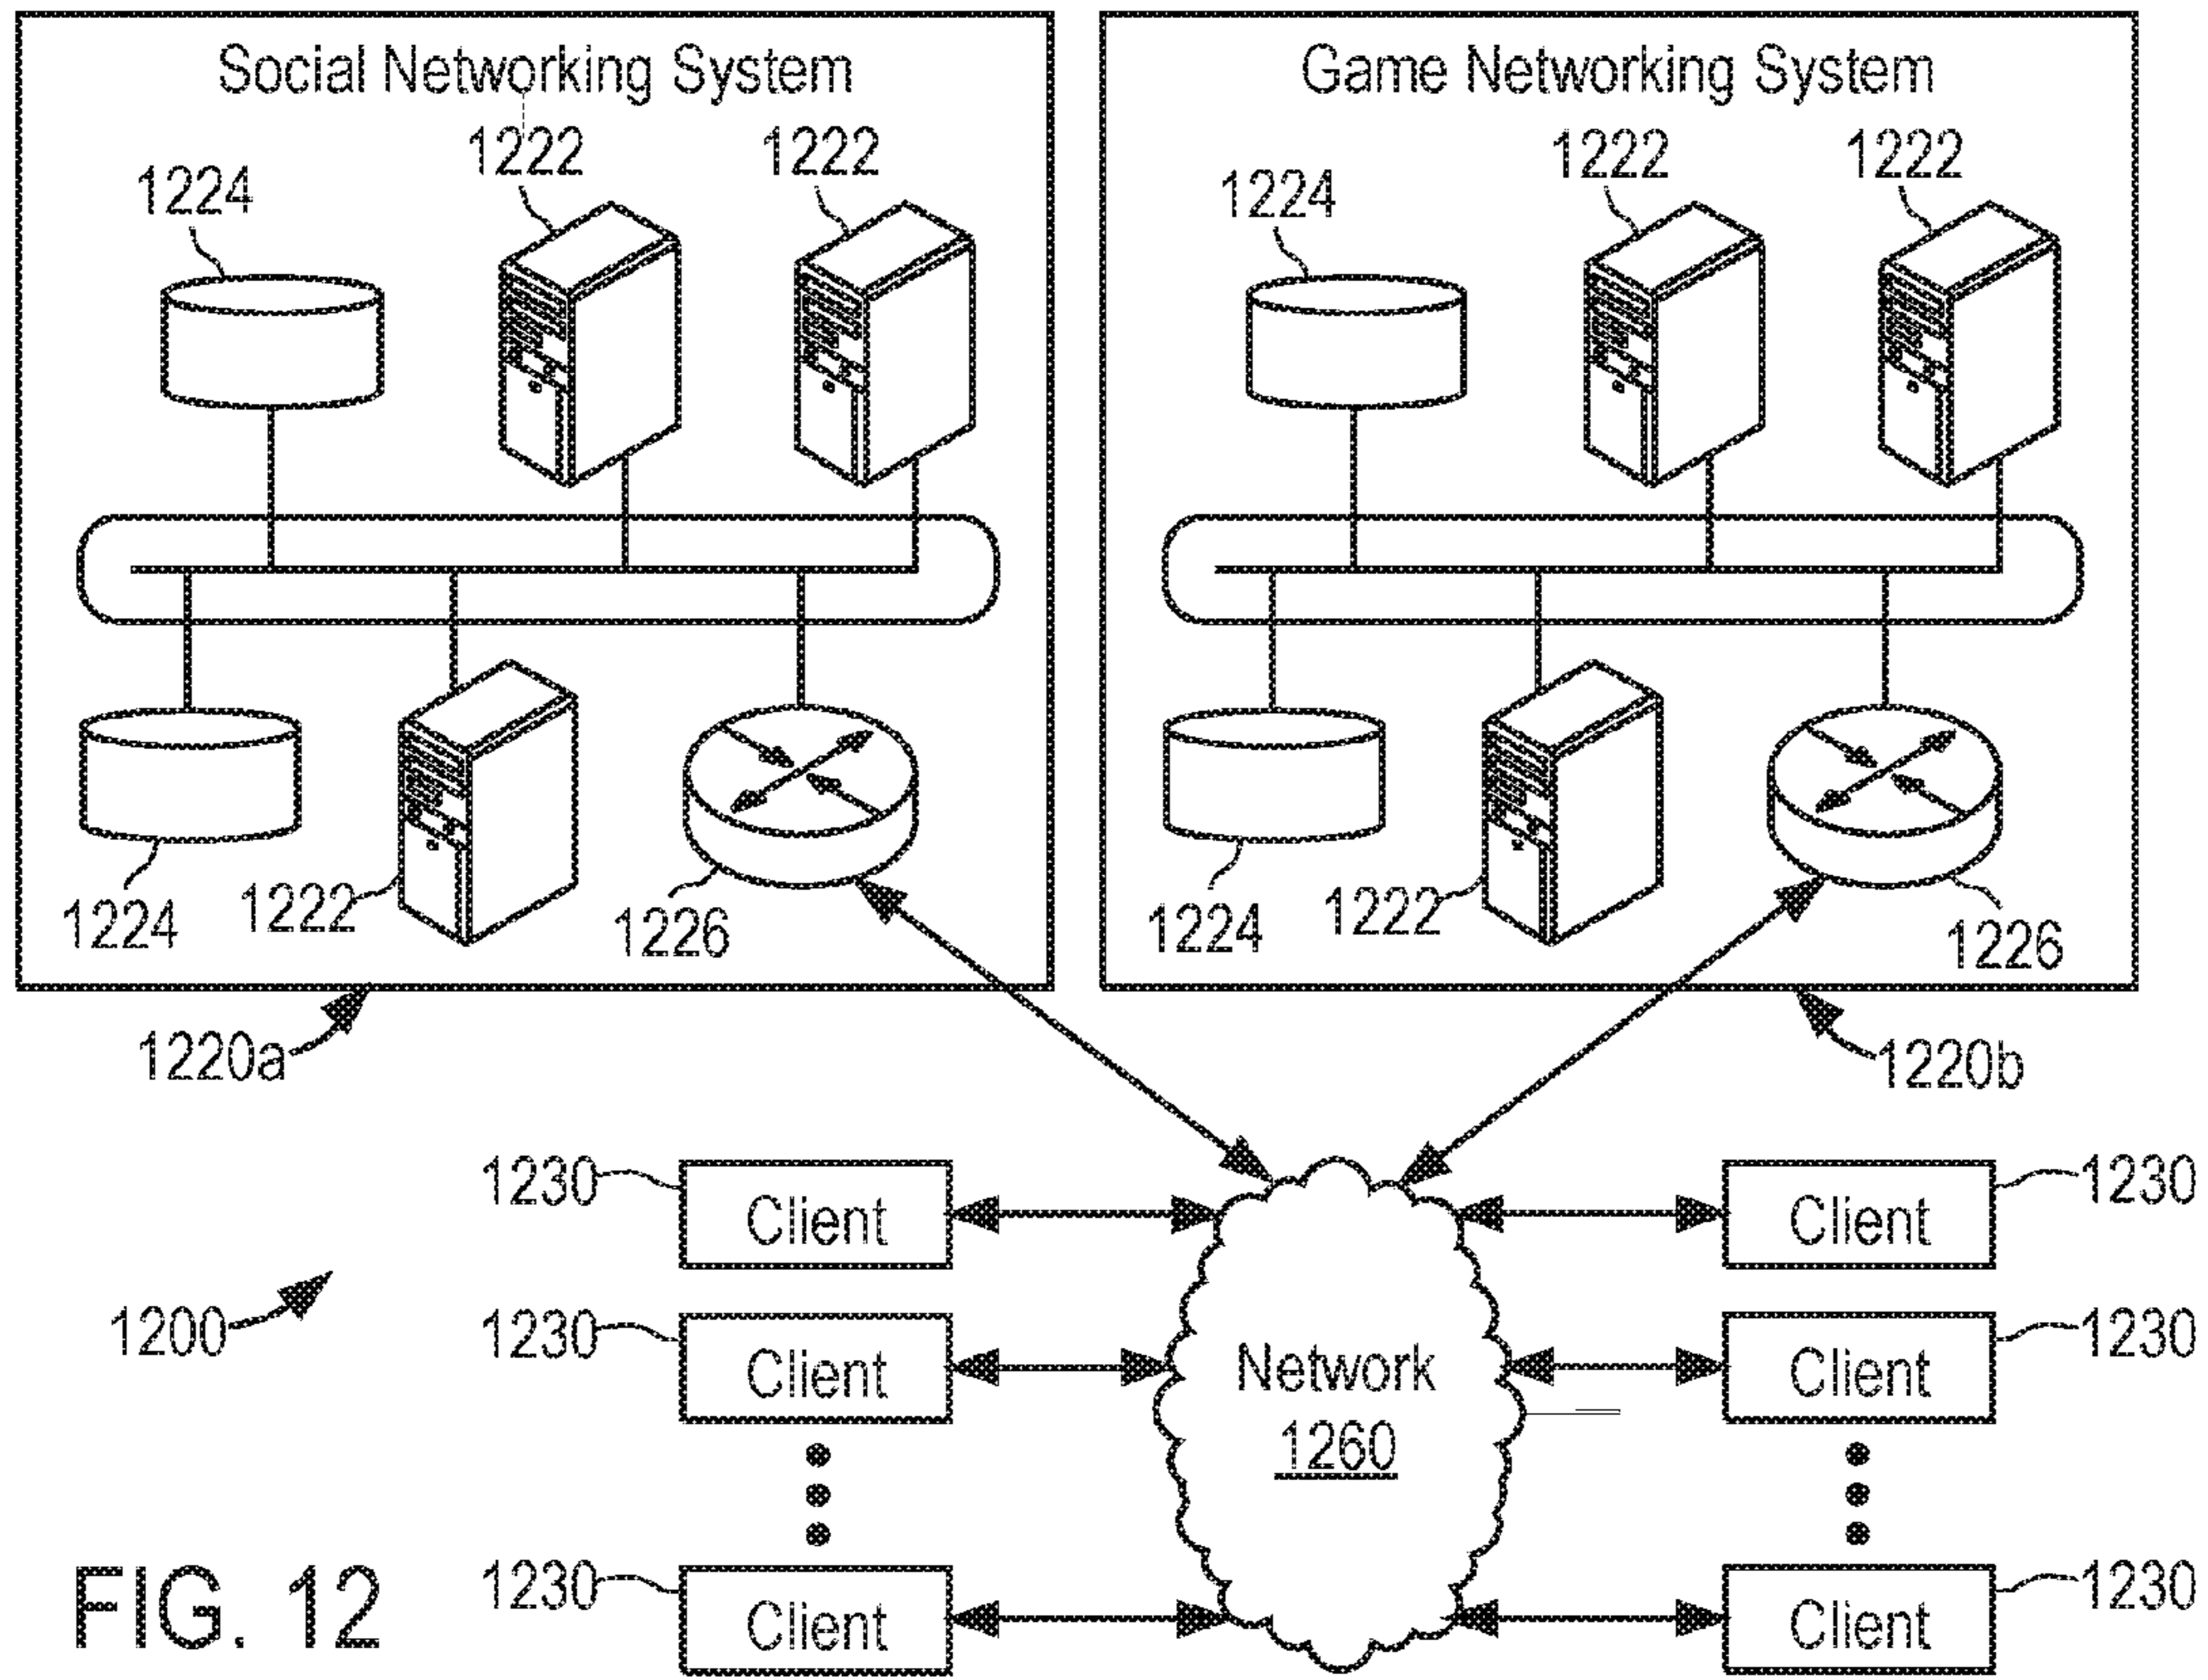 Social Networking System
1222 1222
1224
1224 1222 1226
1220a
Game Networking System
1222 1222
1224
1224 1222 1226
1220b
1230 Client Client 1230
1200
1230 Client Client 1230
Network
1260
1230 Client Client 1230
FIG. 12